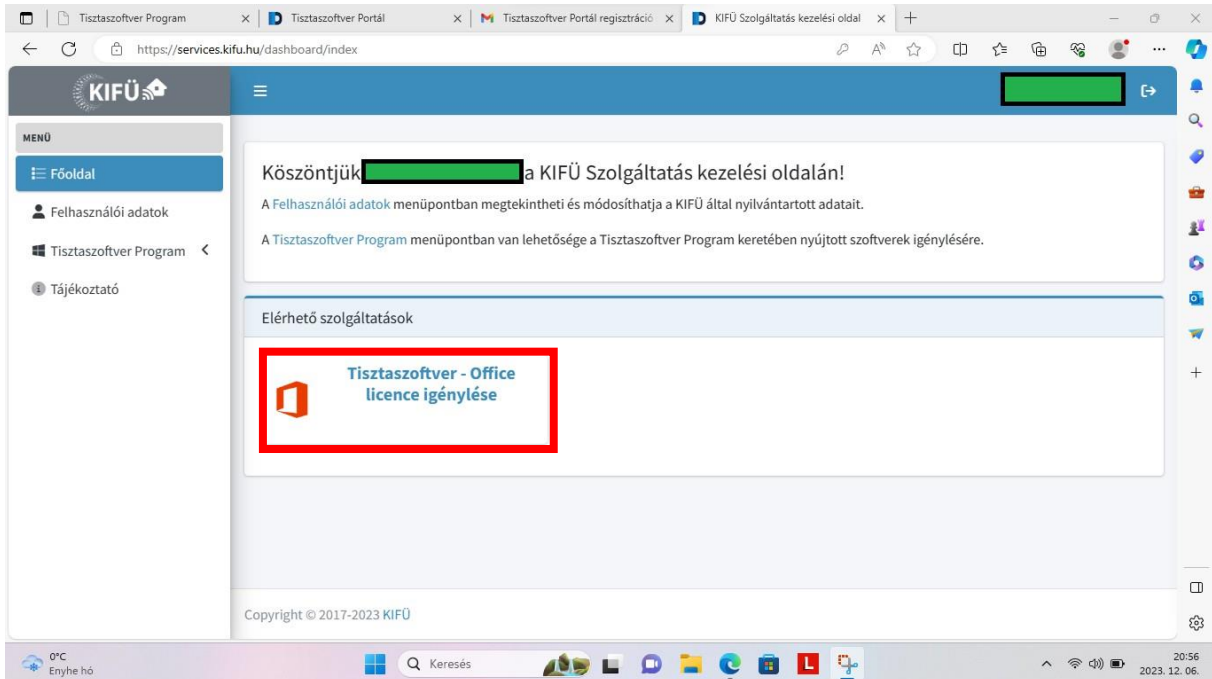 Tisztaszoftver Program
Tisztaszoftver Portál
Tisztaszoftver Portál regisztráció
KIFÜ Szolgáltatás kezelési oldal
https://services.kifu.hu/dashboard/index
KIFÜ
MENÜ
Főoldal
Felhasználói adatok
Tisztaszoftver Program
Tájékoztató
Köszöntjük a KIFÜ Szolgáltatás kezelési oldalán!
A Felhasználói adatok menüpontban megtekintheti és módosíthatja a KIFÜ által nyilvántartott adatait.
A Tisztaszoftver Program menüpontban van lehetősége a Tisztaszoftver Program keretében nyújtott szoftverek igénylésére.
Elérhető szolgáltatások
Tisztaszoftver - Office
licence igénylése
Copyright © 2017-2023 KIFÜ
0°C
Enyhe hó
Keresés
L
20:56
2023. 12. 06.